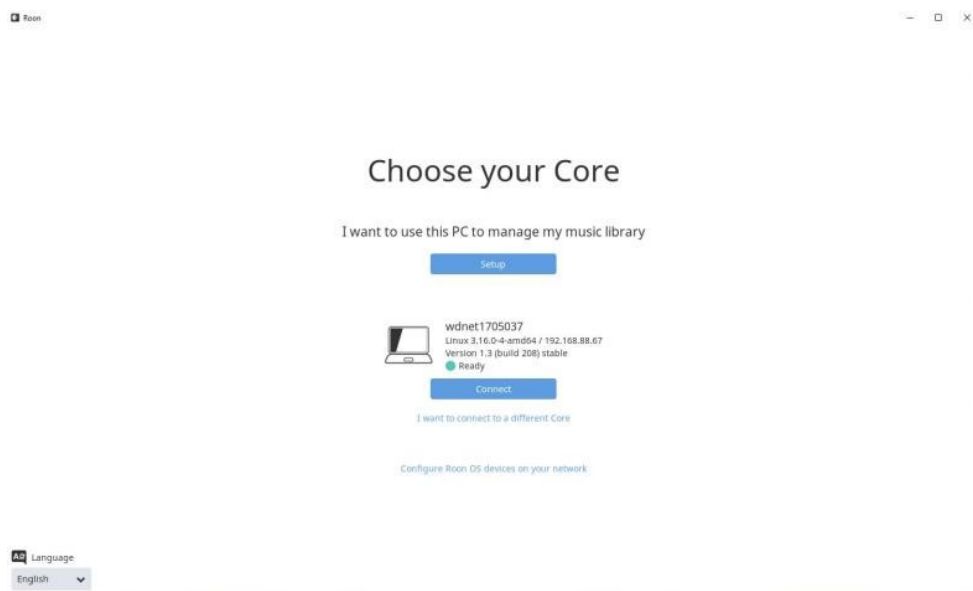 Roon
Choose your Core
I want to use this PC to manage my music library
Setup
wdnet1705037
Linux 3.16.0-4-amd64 / 192.168.88.67
Version 1.3 (build 208) stable
Ready
Connect
I want to connect to a different Core
Configure Roon OS devices on your network
Language
English